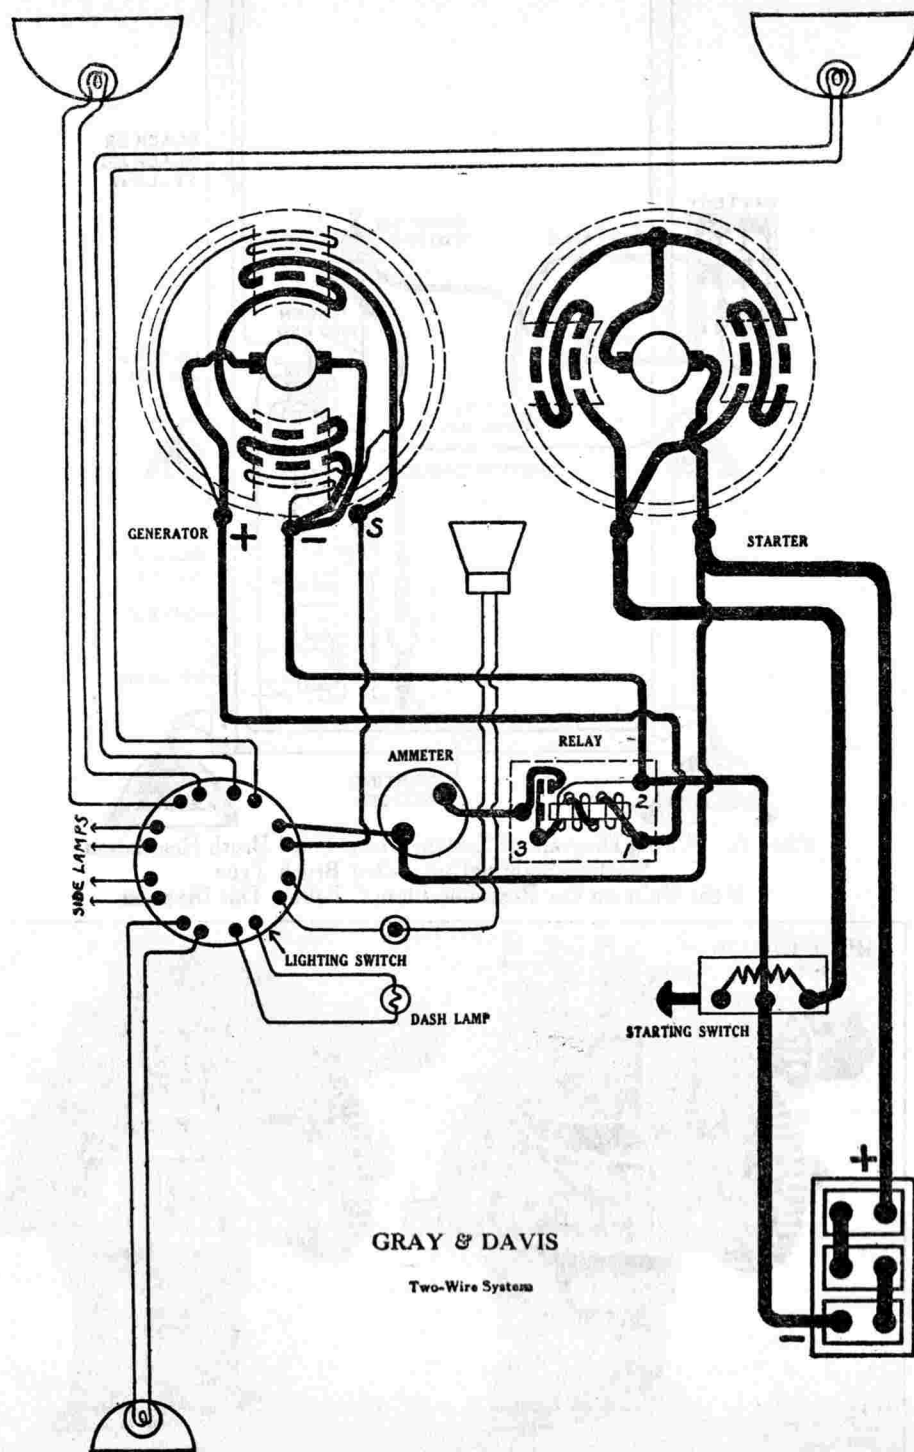 GENERATOR
+
-
S
STARTER
RELAY
AMMETER
2
3
1
SIDE LAMPS
LIGHTING SWITCH
DASH LAMP
STARTING SWITCH
+
-
GRAY & DAVIS
Two-Wire System